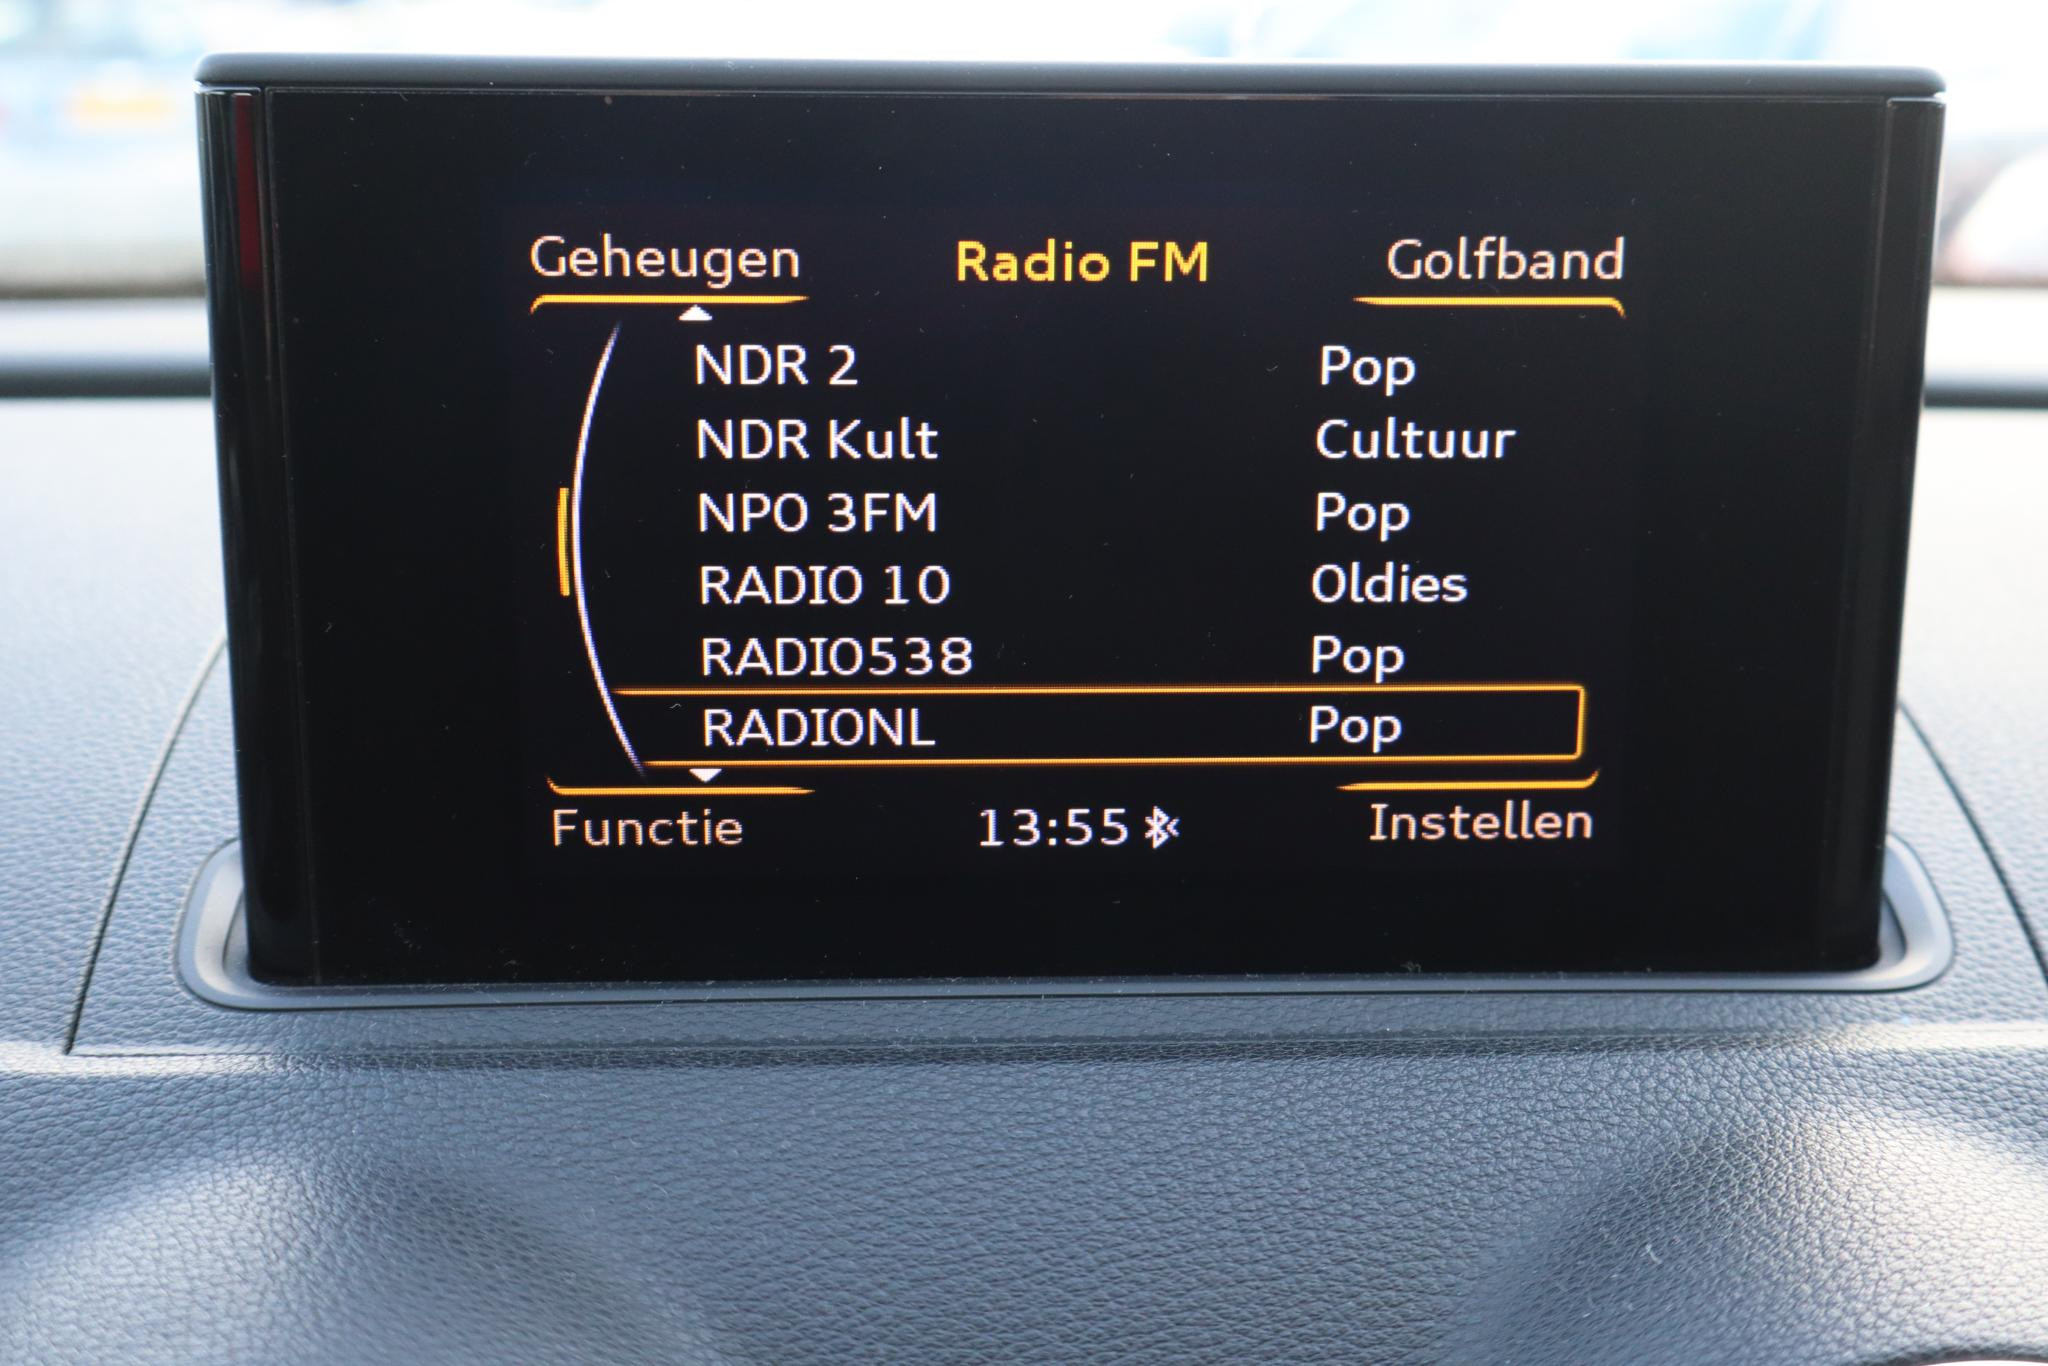 Geheugen Radio FM Golfband
NDR 2 Pop
NDR Kult Cultuur
NPO 3FM Pop
RADIO 10 Oldies
RADIO538 Pop
RADIONL Pop
Functie 13:55 Instellen